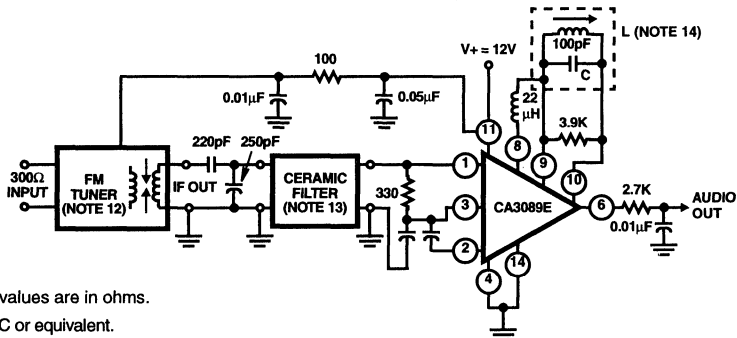 L (NOTE 14)
100pF
C
V+ = 12V
100
0.01µF
0.05µF
22
µH
3.9K
11
8
9
10
220pF
250pF
300Ω
INPUT
FM
TUNER
(NOTE 12)
IF OUT
CERAMIC
FILTER
(NOTE 13)
330
1
3
2
CA3089E
6
2.7K
AUDIO
OUT
0.01µF
4
14
values are in ohms.
C or equivalent.